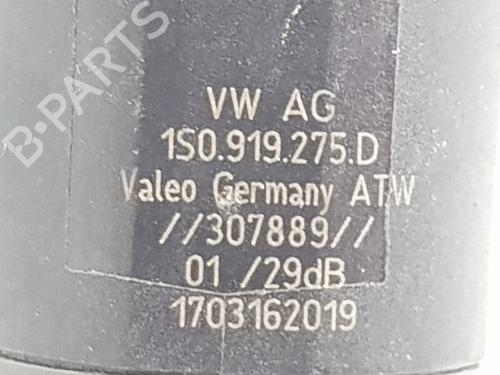 B-PARTS
VW AG
1S0.919.275.D
Valeo Germany ATW
//307889//
01 /29dB
1703162019